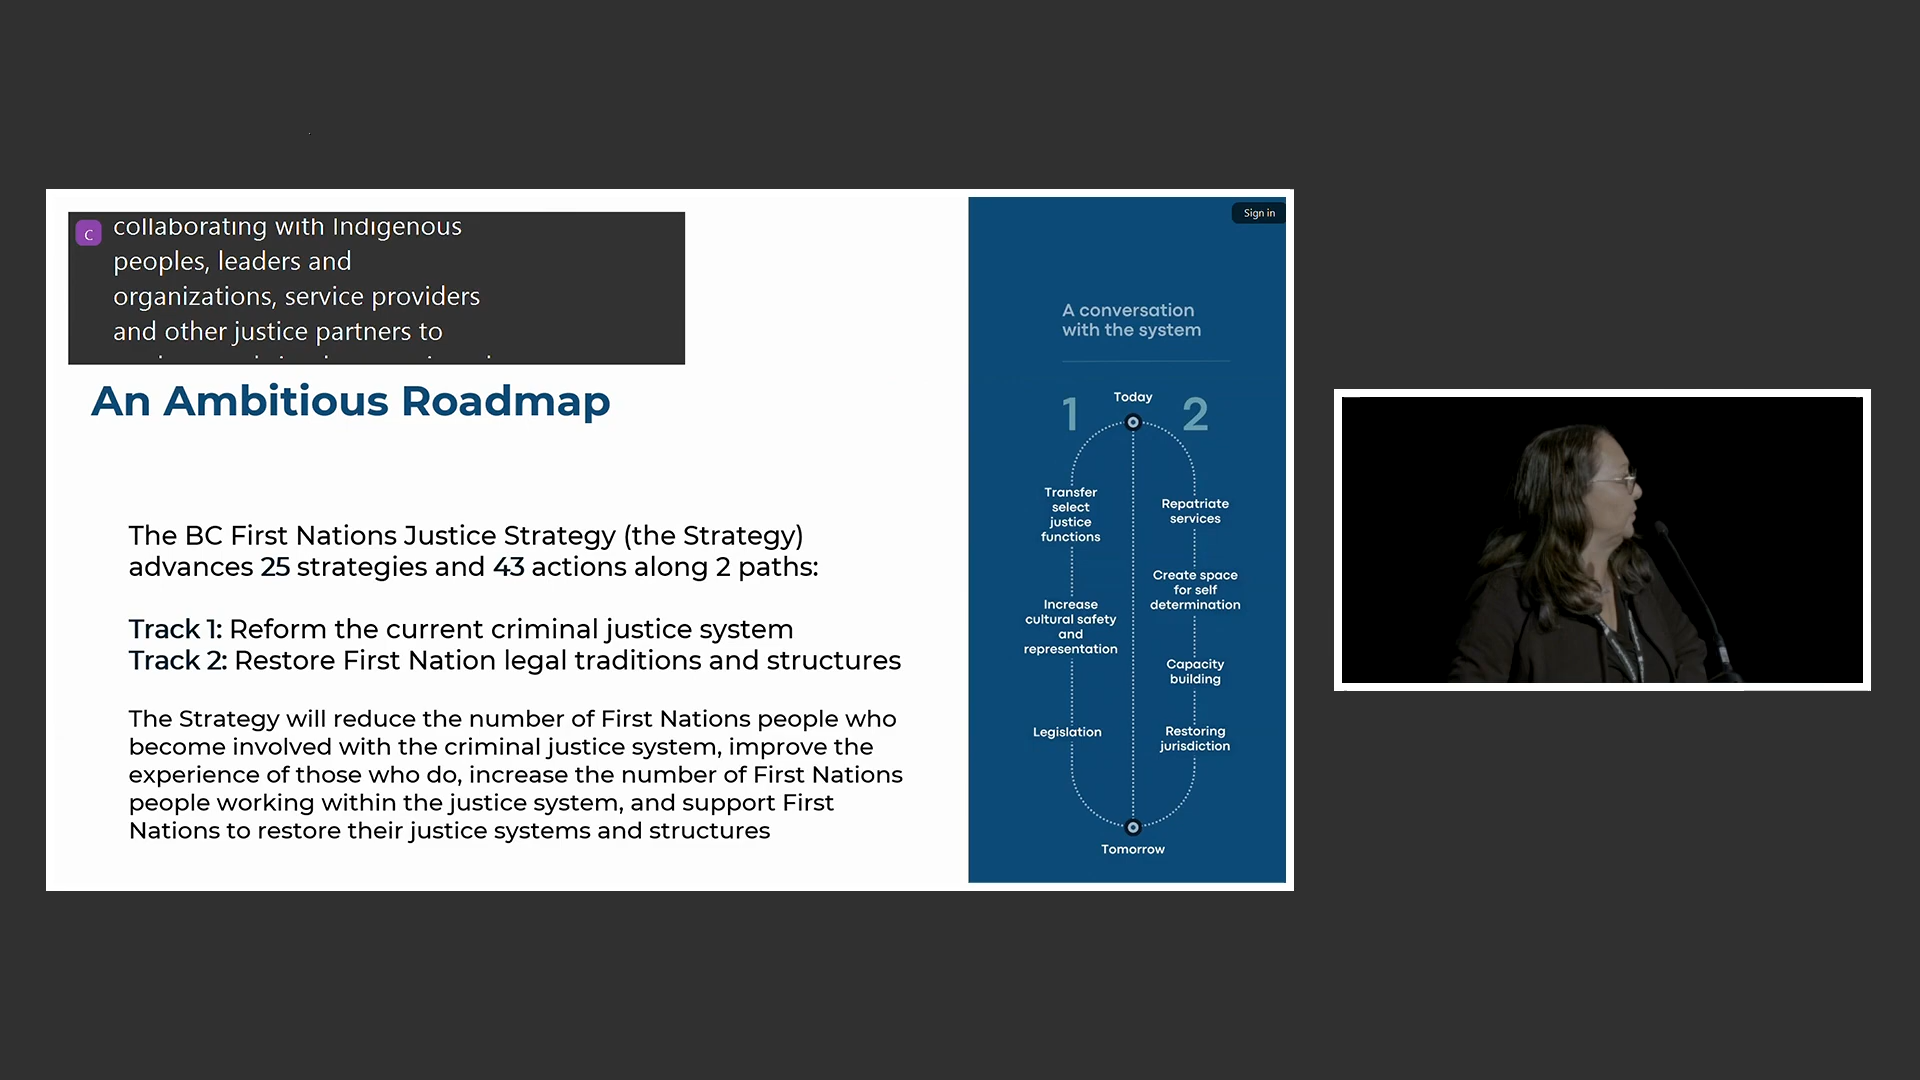 C
collaborating with Indigenous
peoples, leaders and
organizations, service providers
and other justice partners to
An Ambitious Roadmap
The BC First Nations Justice Strategy (the Strategy)
advances 25 strategies and 43 actions along 2 paths:
Track 1: Reform the current criminal justice system
Track 2: Restore First Nation legal traditions and structures
The Strategy will reduce the number of First Nations people who
become involved with the criminal justice system, improve the
experience of those who do, increase the number of First Nations
people working within the justice system, and support First
Nations to restore their justice systems and structures
Sign in
A conversation
with the system
1
Today
2
Transfer
select
justice
functions
Increase
cultural safety
and
representation
Legislation
Repatriate
services
Create space
for self
determination
Capacity
building
Restoring
jurisdiction
Tomorrow